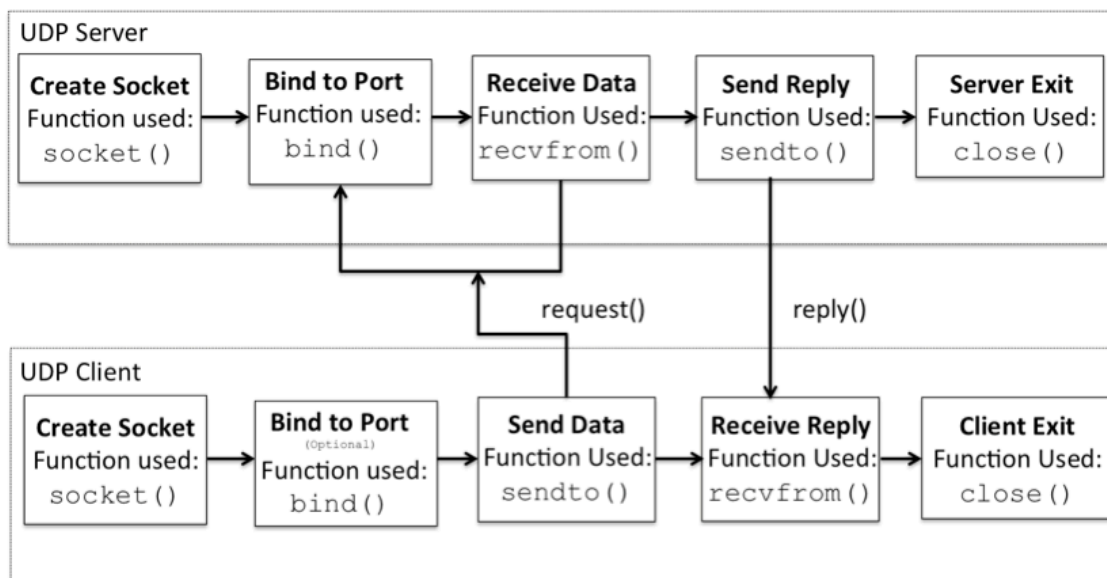 UDP Server
Create Socket
Function used:
socket()
Bind to Port
Function used:
bind()
Receive Data
Function Used:
recvfrom()
Send Reply
Function Used:
sendto()
Server Exit
Function Used:
close()
request()
reply()
UDP Client
Create Socket
Function used:
socket()
Bind to Port
(Optional)
Function used:
bind()
Send Data
Function Used:
sendto()
Receive Reply
Function Used:
recvfrom()
Client Exit
Function Used:
close()